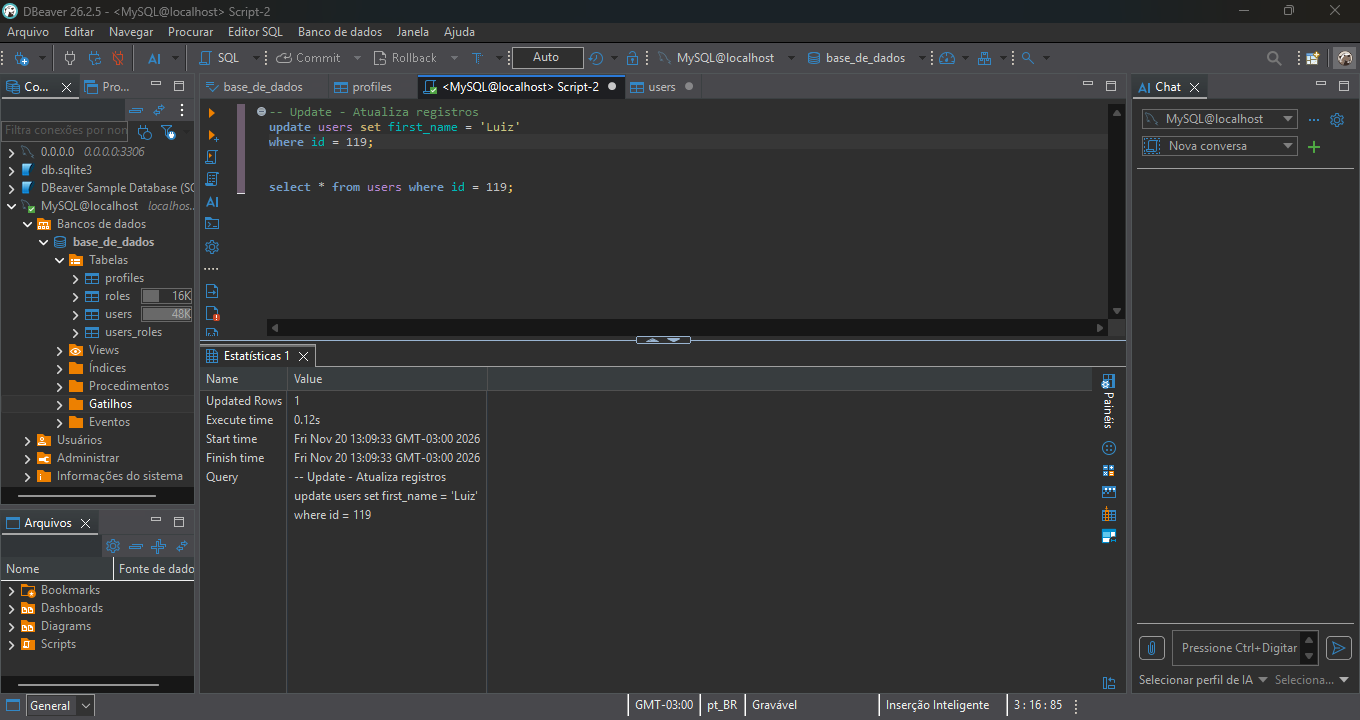 DBeaver 26.2.5 - <MySQL@localhost> Script-2
Arquivo Editar Navegar Procurar Editor SQL Banco de dados Janela Ajuda
AI SQL Commit Rollback T Auto MySQL@localhost base_de_dados
Co... Pro...
Filtra conexões por nom
0.0.0.0 0.0.0.0:3306
db.sqlite3
DBeaver Sample Database (SQ
MySQL@localhost localhos...
Bancos de dados
base_de_dados
Tabelas
profiles
roles 16K
users 48K
users_roles
Views
Índices
Procedimentos
Gatilhos
Eventos
Usuários
Administrar
Informações do sistema
Arquivos
Nome Fonte de dado
Bookmarks
Dashboards
Diagrams
Scripts
General
base_de_dados profiles <MySQL@localhost> Script-2 users
-- Update - Atualiza registros
update users set first_name = 'Luiz'
where id = 119;
select * from users where id = 119;
AI
Estatísticas 1
Name Value
Updated Rows 1
Execute time 0.12s
Start time Fri Nov 20 13:09:33 GMT-03:00 2026
Finish time Fri Nov 20 13:09:33 GMT-03:00 2026
Query -- Update - Atualiza registros
update users set first_name = 'Luiz'
where id = 119
Painéis
AI Chat
MySQL@localhost ...
Nova conversa
Pressione Ctrl+Digitar
Selecionar perfil de IA Seleciona...
GMT-03:00 pt_BR Gravável Inserção Inteligente 3 : 16 : 85